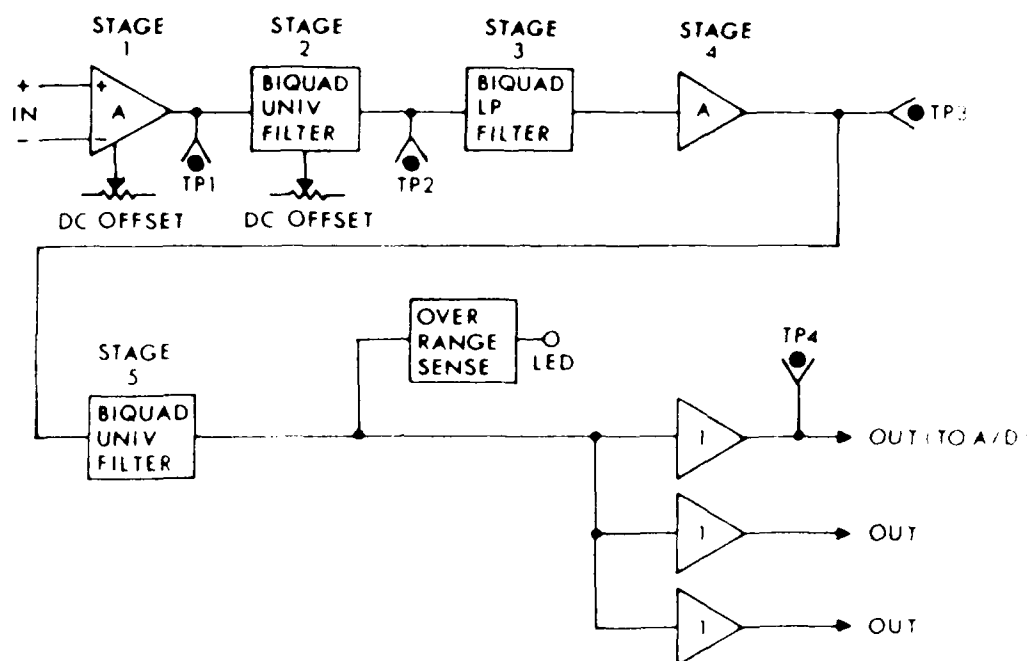 STAGE
1
STAGE
2
STAGE
3
STAGE
4
+
IN
-
+
-
A
BIQUAD
UNIV
FILTER
BIQUAD
LP
FILTER
A
TP1
TP2
TP3
DC OFFSET
DC OFFSET
STAGE
5
BIQUAD
UNIV
FILTER
OVER
RANGE
SENSE
LED
TP4
1
OUT (TO A/D)
1
OUT
1
OUT